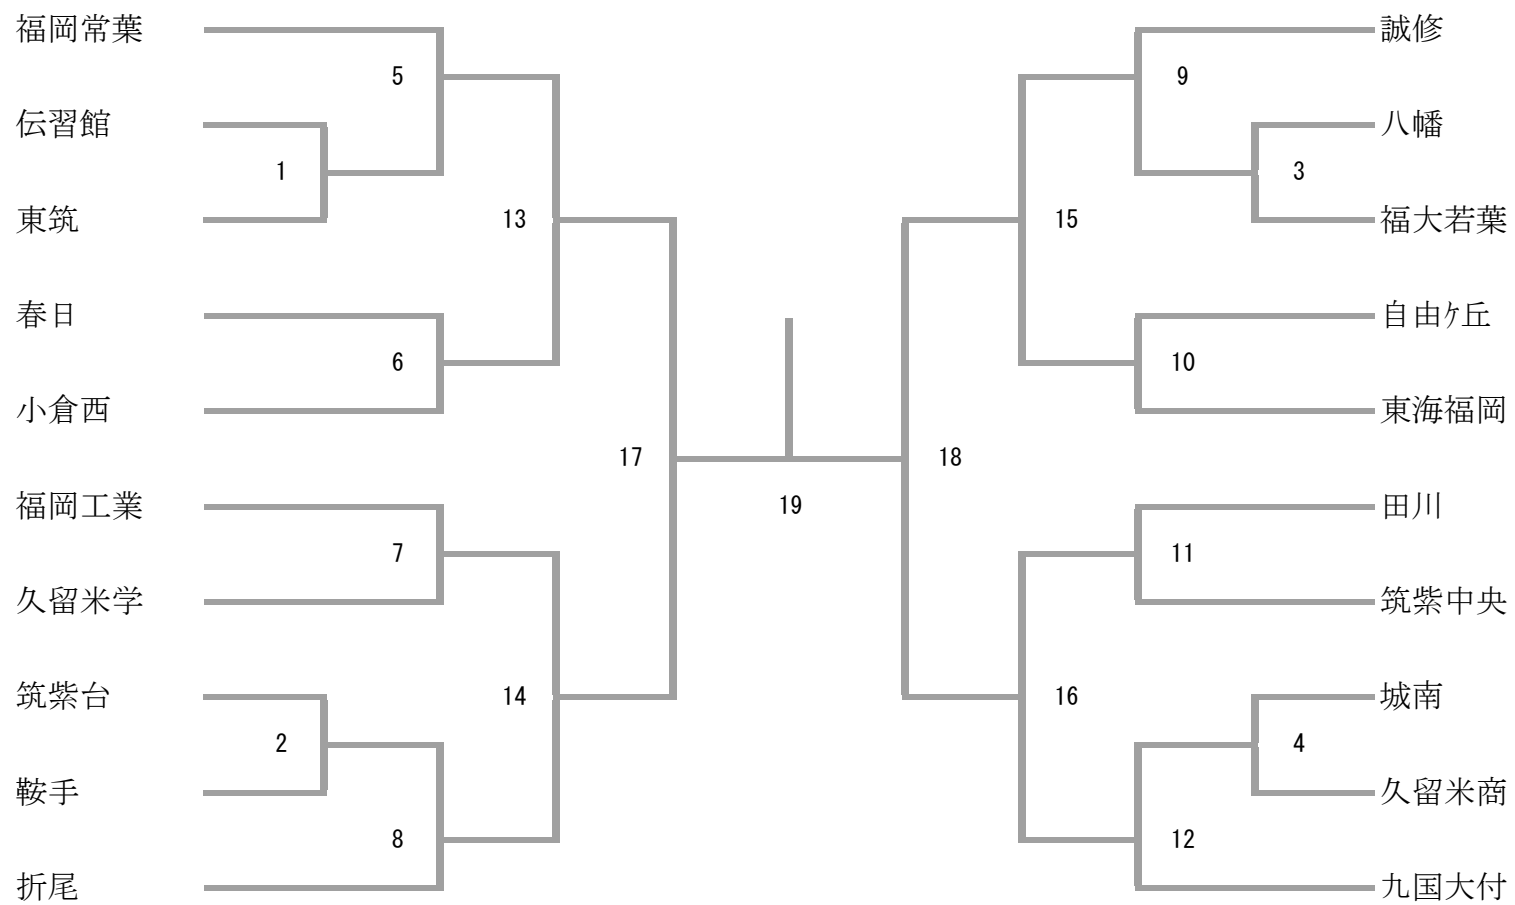 福岡常葉
誠修
5
9
伝習館
八幡
1
3
東筑
13
15
福大若葉
春日
自由ｹ丘
6
10
小倉西
東海福岡
17
18
福岡工業
19
田川
7
11
久留米学
筑紫中央
筑紫台
14
16
城南
2
4
鞍手
久留米商
8
12
折尾
九国大付